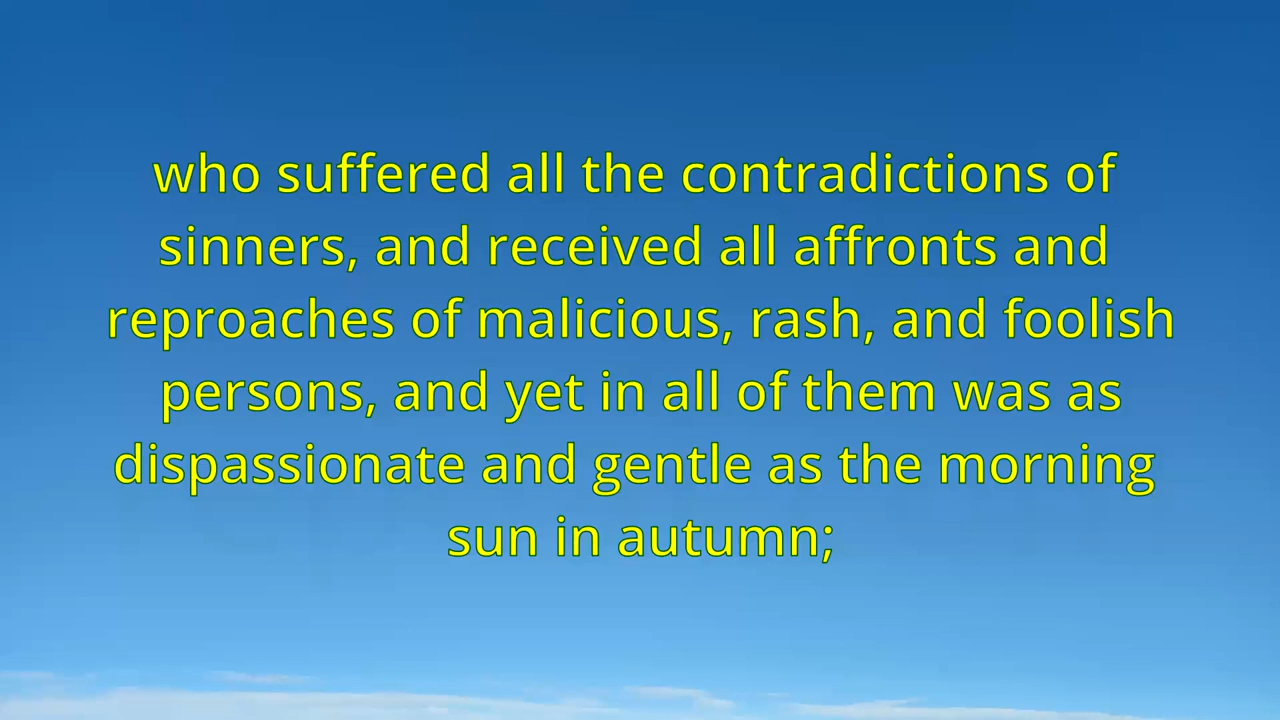 who suffered all the contradictions of
sinners, and received all affronts and
reproaches of malicious, rash, and foolish
persons, and yet in all of them was as
dispassionate and gentle as the morning
sun in autumn;